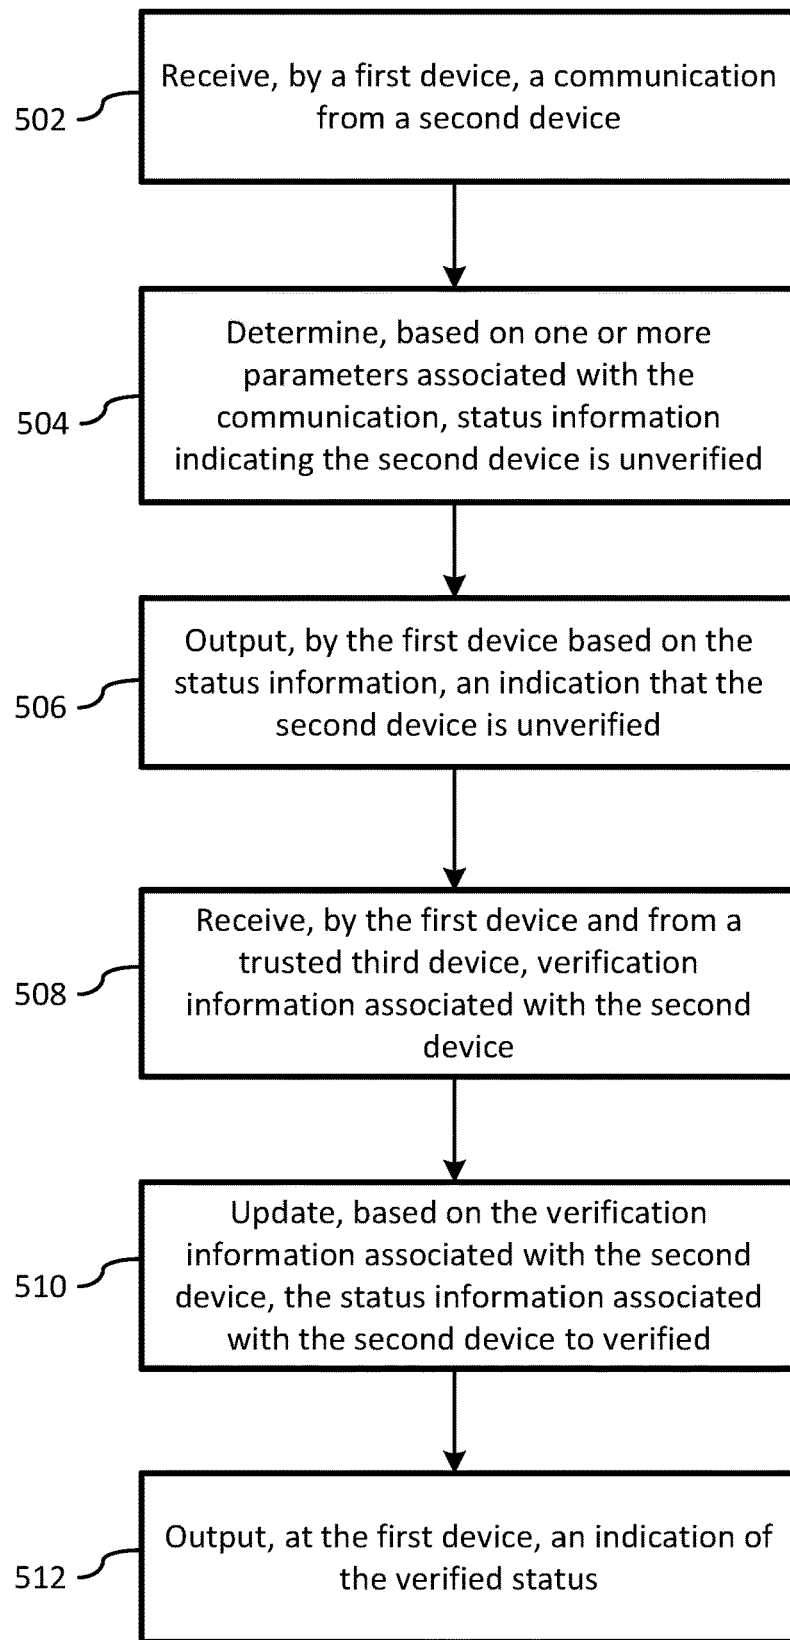 502
Receive, by a first device, a communication
from a second device
504
Determine, based on one or more
parameters associated with the
communication, status information
indicating the second device is unverified
506
Output, by the first device based on the
status information, an indication that the
second device is unverified
508
Receive, by the first device and from a
trusted third device, verification
information associated with the second
device
510
Update, based on the verification
information associated with the second
device, the status information associated
with the second device to verified
512
Output, at the first device, an indication of
the verified status